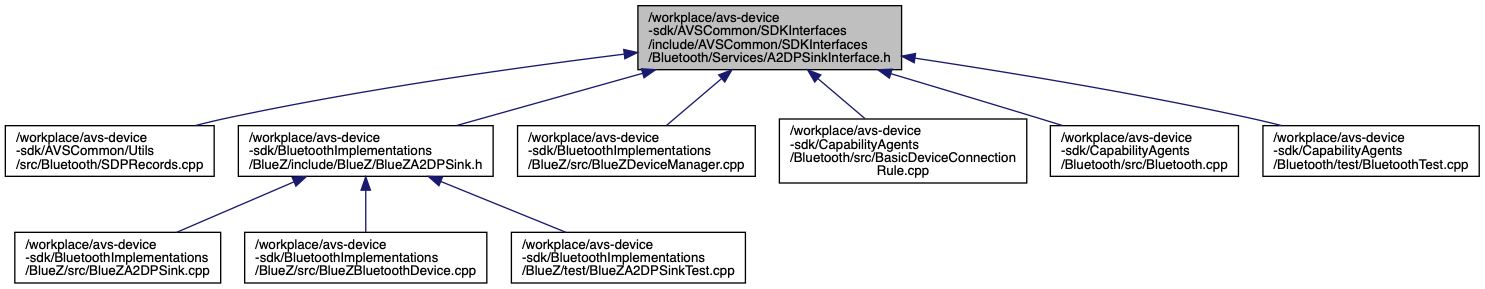 /workplace/avs-device
-sdk/AVSCommon/SDKInterfaces
/include/AVSCommon/SDKInterfaces
/Bluetooth/Services/A2DPSinkInterface.h
/workplace/avs-device
-sdk/AVSCommon/Utils
/src/Bluetooth/SDPRecords.cpp
/workplace/avs-device
-sdk/BluetoothImplementations
/BlueZ/include/BlueZ/BlueZA2DPSink.h
/workplace/avs-device
-sdk/BluetoothImplementations
/BlueZ/src/BlueZDeviceManager.cpp
/workplace/avs-device
-sdk/CapabilityAgents
/Bluetooth/src/BasicDeviceConnection
Rule.cpp
/workplace/avs-device
-sdk/CapabilityAgents
/Bluetooth/src/Bluetooth.cpp
/workplace/avs-device
-sdk/CapabilityAgents
/Bluetooth/test/BluetoothTest.cpp
/workplace/avs-device
-sdk/BluetoothImplementations
/BlueZ/src/BlueZA2DPSink.cpp
/workplace/avs-device
-sdk/BluetoothImplementations
/BlueZ/src/BlueZBluetoothDevice.cpp
/workplace/avs-device
-sdk/BluetoothImplementations
/BlueZ/test/BlueZA2DPSinkTest.cpp